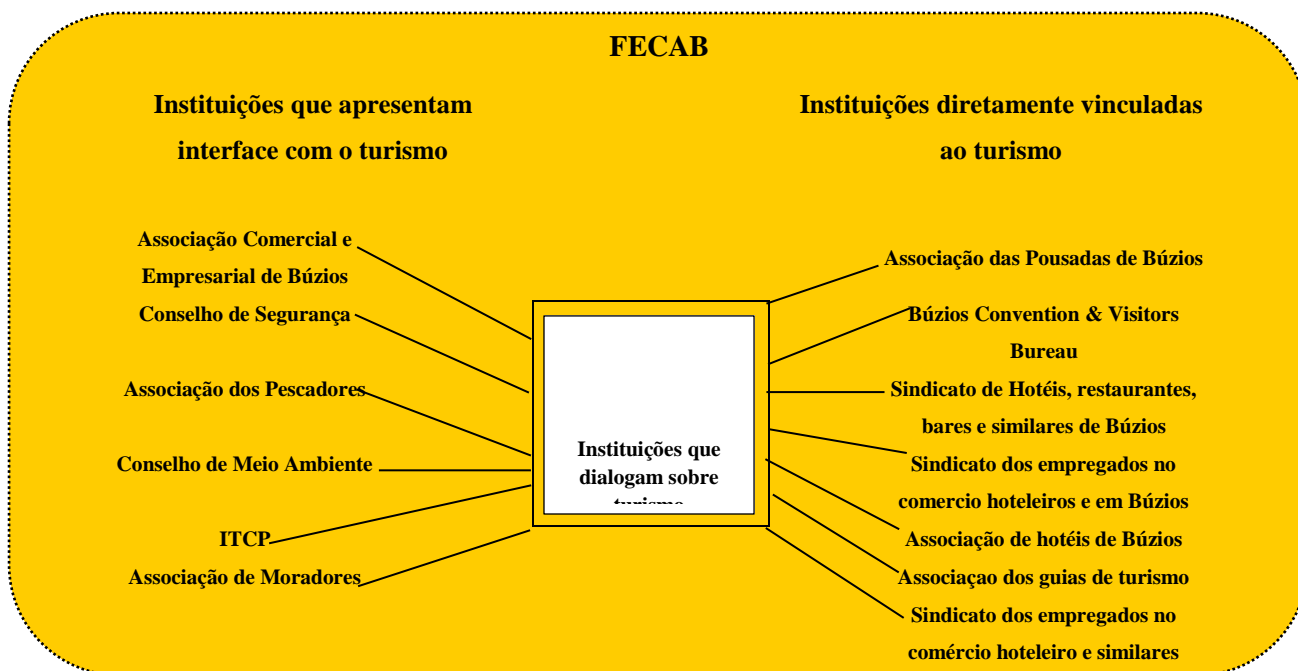 FECAB
Instituições que apresentam
interface com o turismo
Associação Comercial e
Empresarial de Búzios
Conselho de Segurança
Associação dos Pescadores
Conselho de Meio Ambiente
ITCP
Associação de Moradores
Instituições que
dialogam sobre
turismo
Instituições diretamente vinculadas
ao turismo
Associação das Pousadas de Búzios
Búzios Convention & Visitors
Bureau
Sindicato de Hotéis, restaurantes,
bares e similares de Búzios
Sindicato dos empregados no
comercio hoteleiros e em Búzios
Associação de hotéis de Búzios
Associaçao dos guias de turismo
Sindicato dos empregados no
comércio hoteleiro e similares